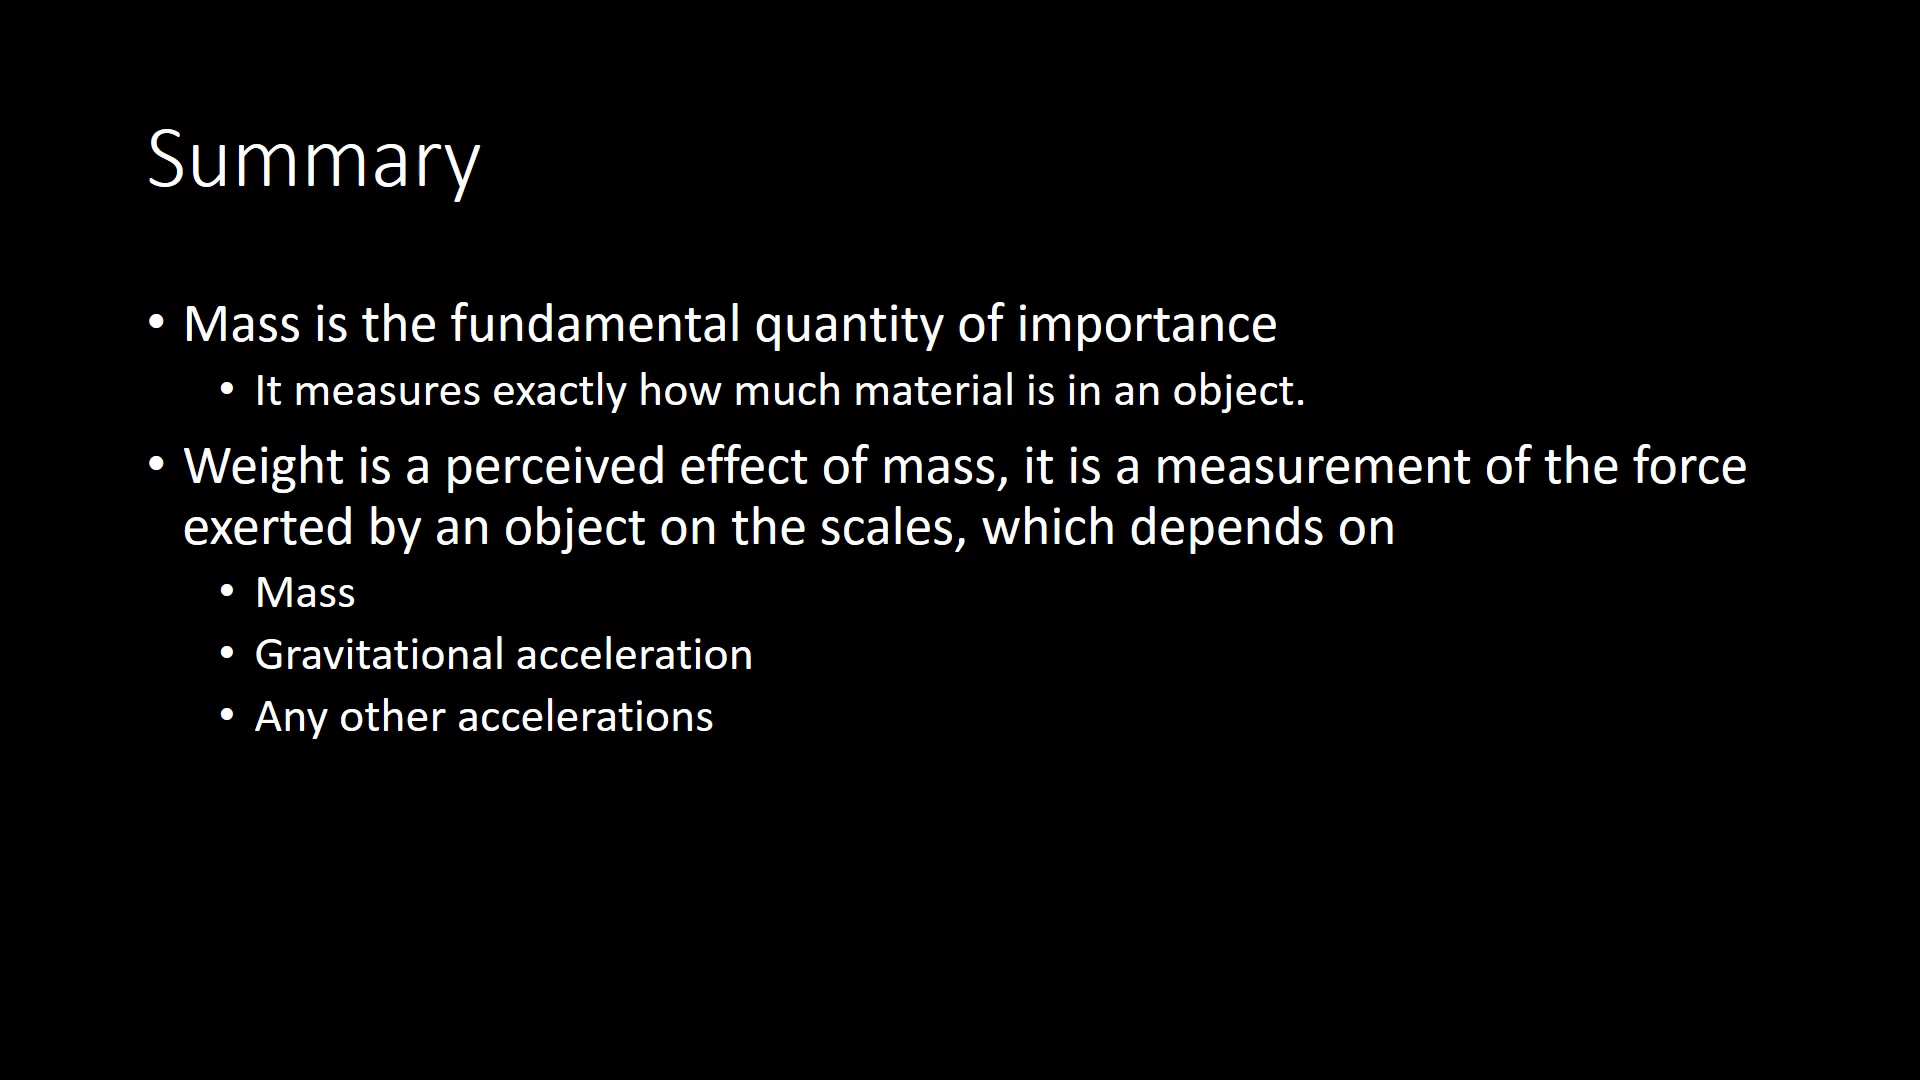 Summary
• Mass is the fundamental quantity of importance
• It measures exactly how much material is in an object.
• Weight is a perceived effect of mass, it is a measurement of the force
exerted by an object on the scales, which depends on
• Mass
• Gravitational acceleration
• Any other accelerations